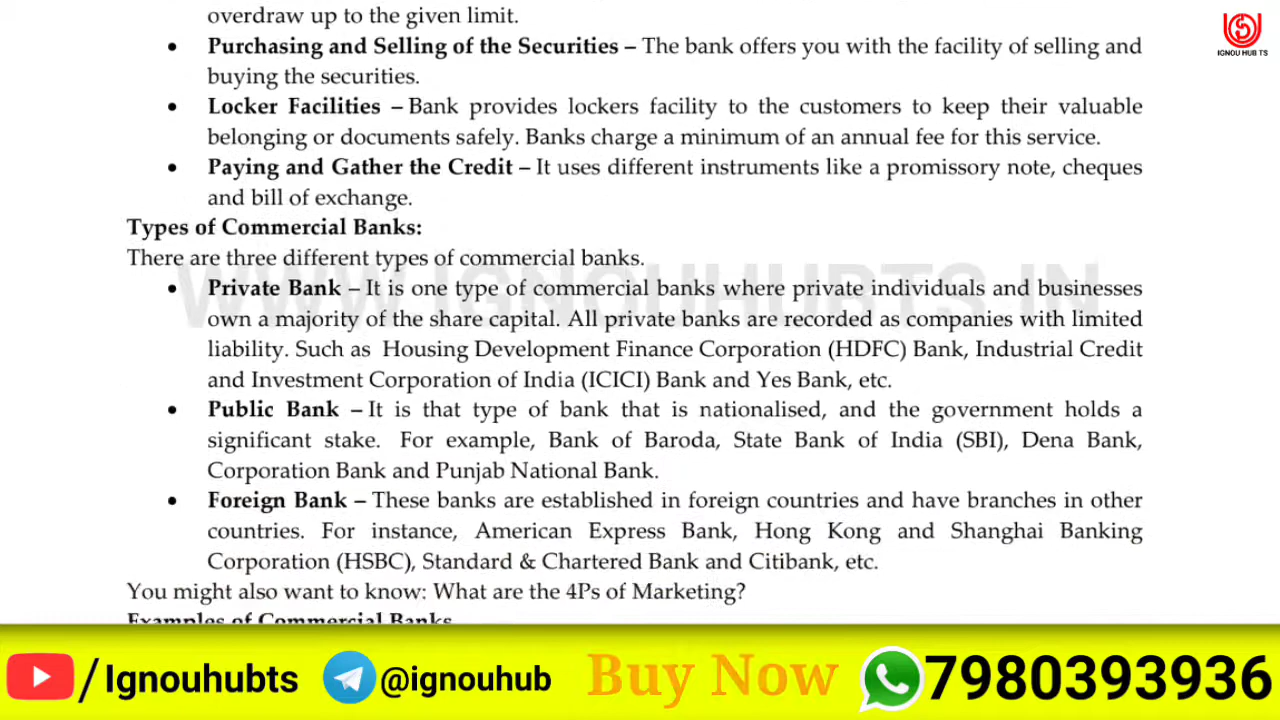 overdraw up to the given limit.
IGNOU HUB TS
• Purchasing and Selling of the Securities – The bank offers you with the facility of selling and
buying the securities.
• Locker Facilities – Bank provides lockers facility to the customers to keep their valuable
belonging or documents safely. Banks charge a minimum of an annual fee for this service.
• Paying and Gather the Credit – It uses different instruments like a promissory note, cheques
and bill of exchange.
Types of Commercial Banks:
There are three different types of commercial banks.
WWW.IGNOUHUBTS.IN
• Private Bank – It is one type of commercial banks where private individuals and businesses
own a majority of the share capital. All private banks are recorded as companies with limited
liability. Such as Housing Development Finance Corporation (HDFC) Bank, Industrial Credit
and Investment Corporation of India (ICICI) Bank and Yes Bank, etc.
• Public Bank – It is that type of bank that is nationalised, and the government holds a
significant stake. For example, Bank of Baroda, State Bank of India (SBI), Dena Bank,
Corporation Bank and Punjab National Bank.
• Foreign Bank – These banks are established in foreign countries and have branches in other
countries. For instance, American Express Bank, Hong Kong and Shanghai Banking
Corporation (HSBC), Standard & Chartered Bank and Citibank, etc.
You might also want to know: What are the 4Ps of Marketing?
Examples of Commercial Banks
/Ignouhubts @ignouhub Buy Now 7980393936